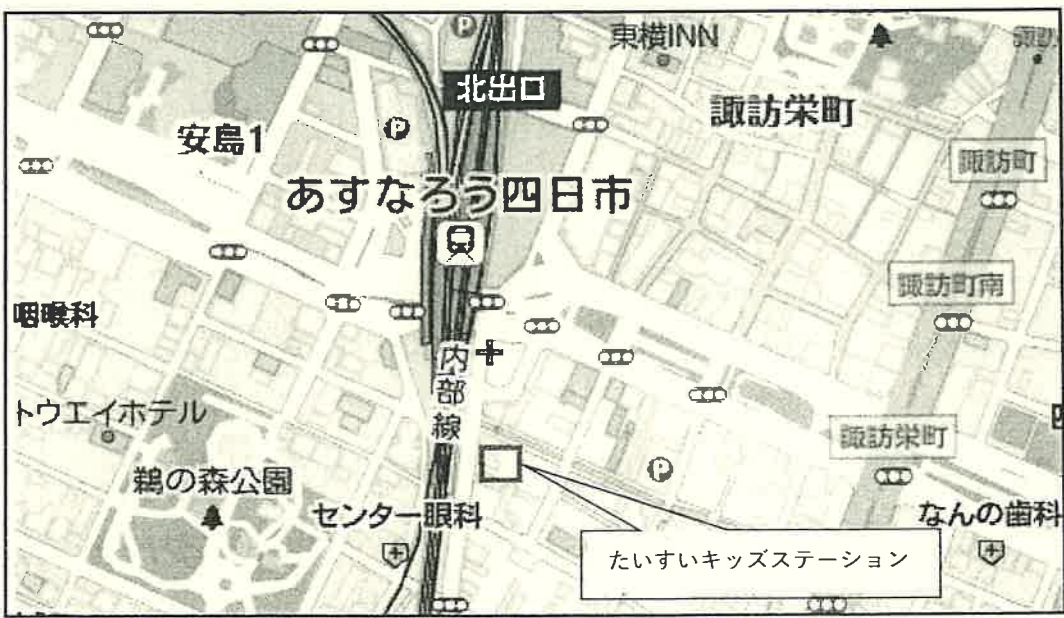 東横INN
諏訪
北出口
諏訪栄町
安島1
諏訪町
あすなろう四日市
諏訪町南
咽喉科
内部線
トウエイホテル
諏訪栄町
鵜の森公園
センター眼科
なんの歯科
たいすいキッズステーション